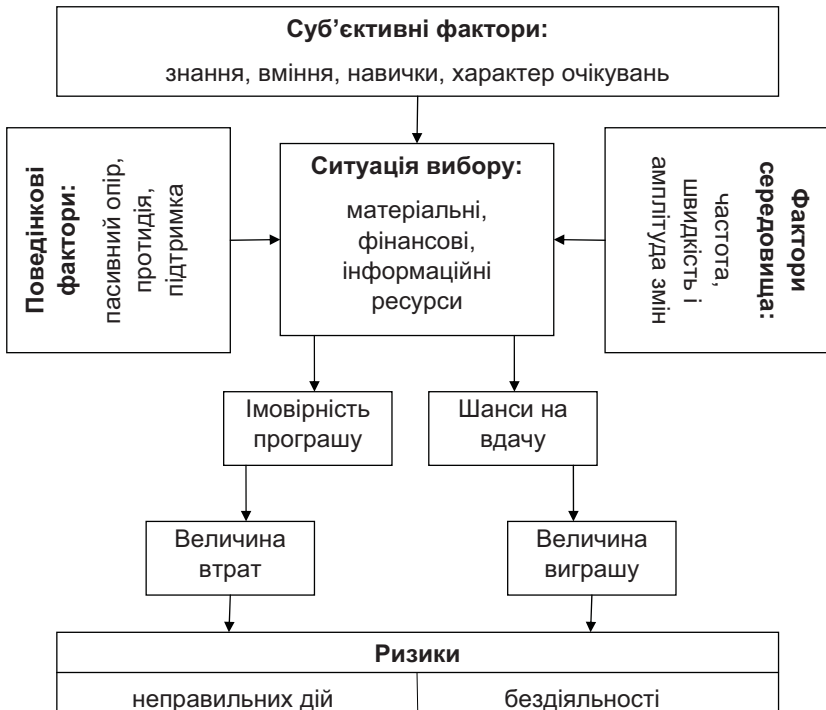 Суб’єктивні фактори:
знання, вміння, навички, характер очікувань
Поведінкові
фактори:
пасивний опір,
протидія,
підтримка
Ситуація вибору:
матеріальні,
фінансові,
інформаційні
ресурси
Фактори
середовища:
частота,
швидкість і
амплітуда змін
Імовірність
програшу
Шанси на
вдачу
Величина
втрат
Величина
виграшу
Ризики
неправильних дій
бездіяльності